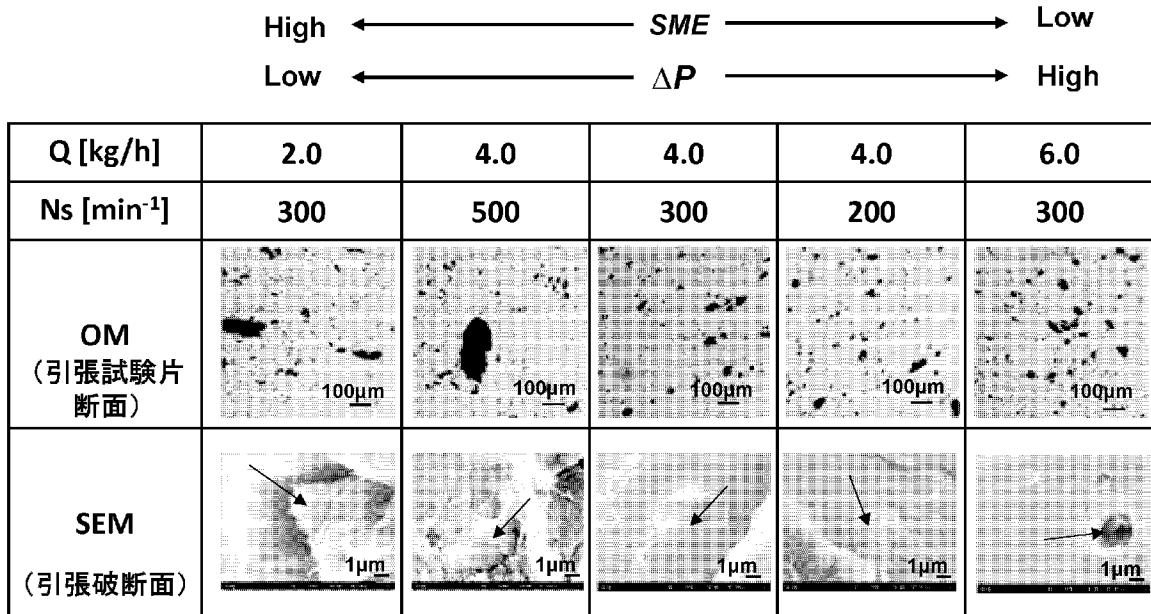 High SME Low
Low ΔP High
Q [kg/h] 2.0 4.0 4.0 4.0 6.0
Ns [min⁻¹] 300 500 300 200 300
OM
（引張試験片
断面）
100μm 100μm 100μm 100μm 100μm
SEM
（引張破断面）
1μm 1μm 1μm 1μm 1μm